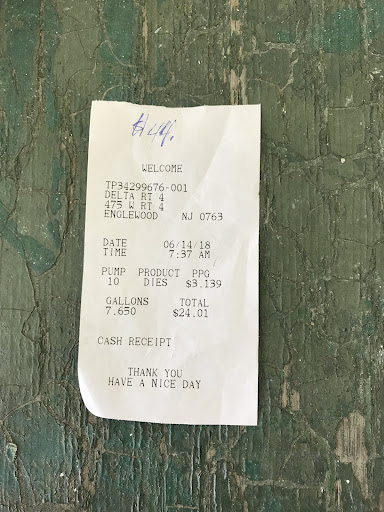 #44.
WELCOME
TP34299676-001
DELTA RT 4
475 W RT 4
ENGLEWOOD NJ 0763
DATE 06/14/18
TIME 7:37 AM
PUMP PRODUCT PPG
10 DIES $3.139
GALLONS TOTAL
7.650 $24.01
CASH RECEIPT
THANK YOU
HAVE A NICE DAY